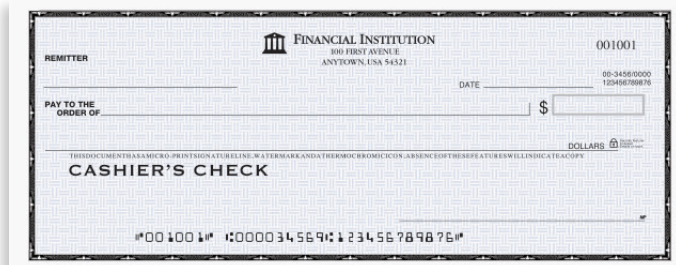 FINANCIAL INSTITUTION
100 FIRST AVENUE
ANYTOWN, USA 54321
001001
REMITTER
DATE
00-3456/0000
123456789876
PAY TO THE
ORDER OF
$
DOLLARS
THISDOCUMENTHASAMICRO-PRINTSIGNATURELINE,WATERMARKANDATHERMOCHROMICICON:ABSENCEOFTHESEFEATURESWILLINDICATEACOPY
CASHIER'S CHECK
MP
⑈001001⑈ ⑆000034569⑆123456789876⑈